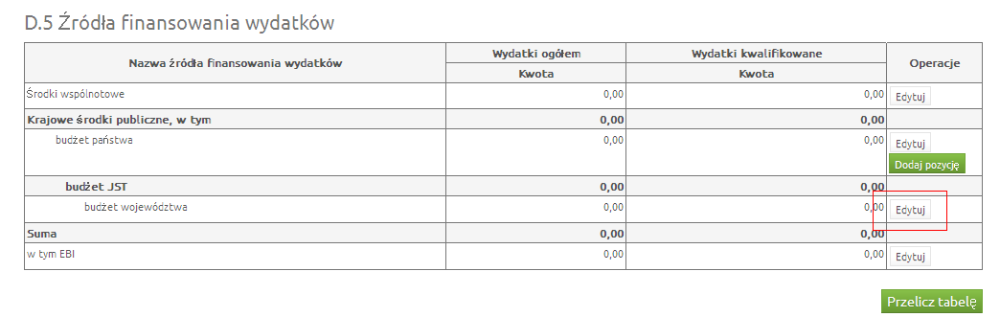 D.5 Źródła finansowania wydatków
Nazwa źródła finansowania wydatków Wydatki ogółem Wydatki kwalifikowane Operacje
Kwota Kwota
Środki wspólnotowe 0,00 0,00 Edytuj
Krajowe środki publiczne, w tym 0,00 0,00
budżet państwa 0,00 0,00 Edytuj
Dodaj pozycję
budżet JST 0,00 0,00
budżet województwa 0,00 0,00 Edytuj
Suma 0,00 0,00
w tym EBI 0,00 0,00 Edytuj
Przelicz tabelę